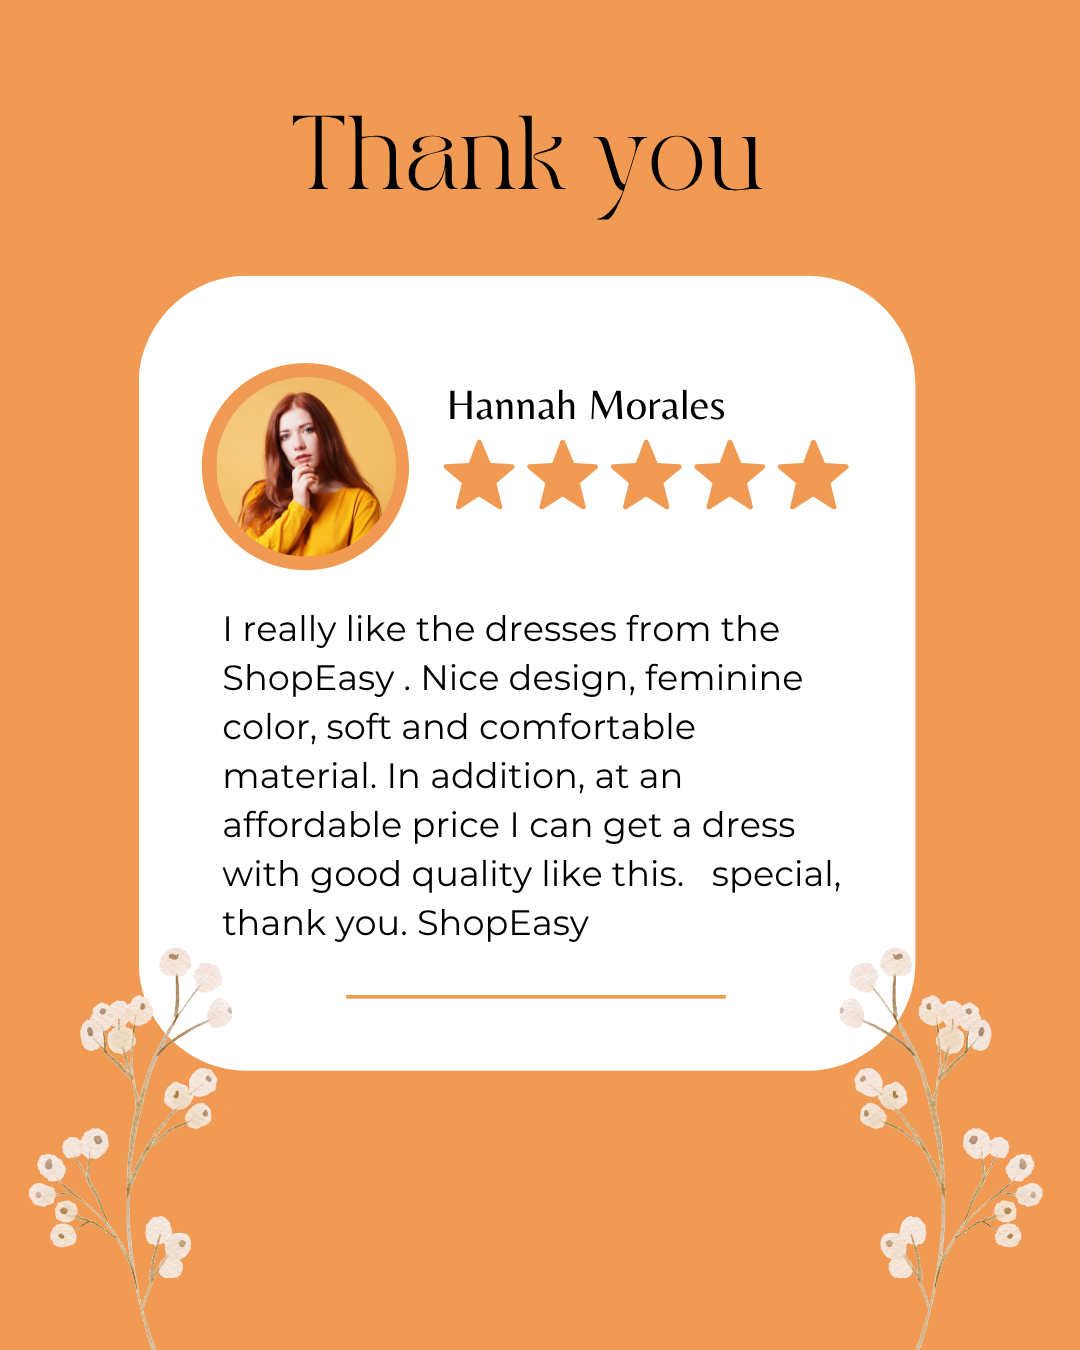 Thank you
Hannah Morales
I really like the dresses from the
ShopEasy . Nice design, feminine
color, soft and comfortable
material. In addition, at an
affordable price I can get a dress
with good quality like this.   special,
thank you. ShopEasy